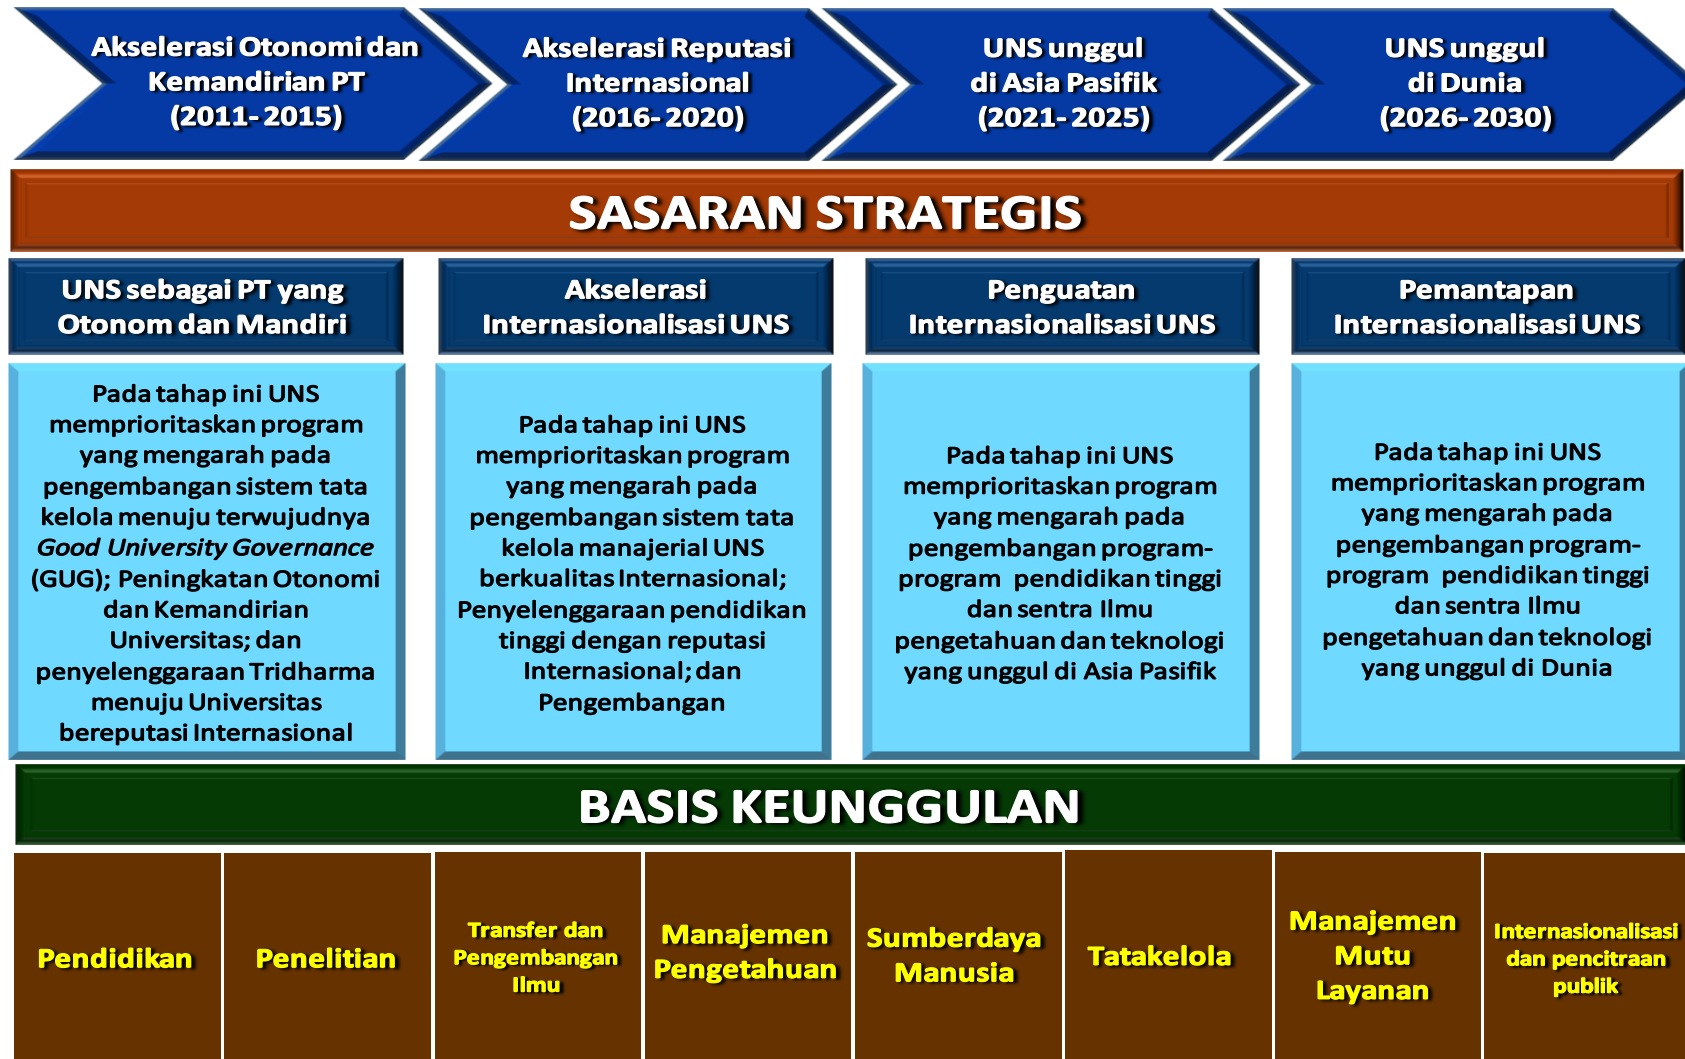 Akselerasi Otonomi dan
Kemandirian PT
(2011- 2015)
Akselerasi Reputasi
Internasional
(2016- 2020)
UNS unggul
di Asia Pasifik
(2021- 2025)
UNS unggul
di Dunia
(2026- 2030)
SASARAN STRATEGIS
UNS sebagai PT yang
Otonom dan Mandiri
Akselerasi
Internasionalisasi UNS
Penguatan
Internasionalisasi UNS
Pemantapan
Internasionalisasi UNS
Pada tahap ini UNS
memprioritaskan program
yang mengarah pada
pengembangan sistem tata
kelola menuju terwujudnya
Good University Governance
(GUG); Peningkatan Otonomi
dan Kemandirian
Universitas; dan
penyelenggaraan Tridharma
menuju Universitas
bereputasi Internasional
Pada tahap ini UNS
memprioritaskan program
yang mengarah pada
pengembangan sistem tata
kelola manajerial UNS
berkualitas Internasional;
Penyelenggaraan pendidikan
tinggi dengan reputasi
Internasional; dan
Pengembangan
Pada tahap ini UNS
memprioritaskan program
yang mengarah pada
pengembangan program-
program pendidikan tinggi
dan sentra Ilmu
pengetahuan dan teknologi
yang unggul di Asia Pasifik
Pada tahap ini UNS
memprioritaskan program
yang mengarah pada
pengembangan program-
program pendidikan tinggi
dan sentra Ilmu
pengetahuan dan teknologi
yang unggul di Dunia
BASIS KEUNGGULAN
Pendidikan
Penelitian
Transfer dan
Pengembangan
Ilmu
Manajemen
Pengetahuan
Sumberdaya
Manusia
Tatakelola
Manajemen
Mutu
Layanan
Internasionalisasi
dan pencitraan
publik